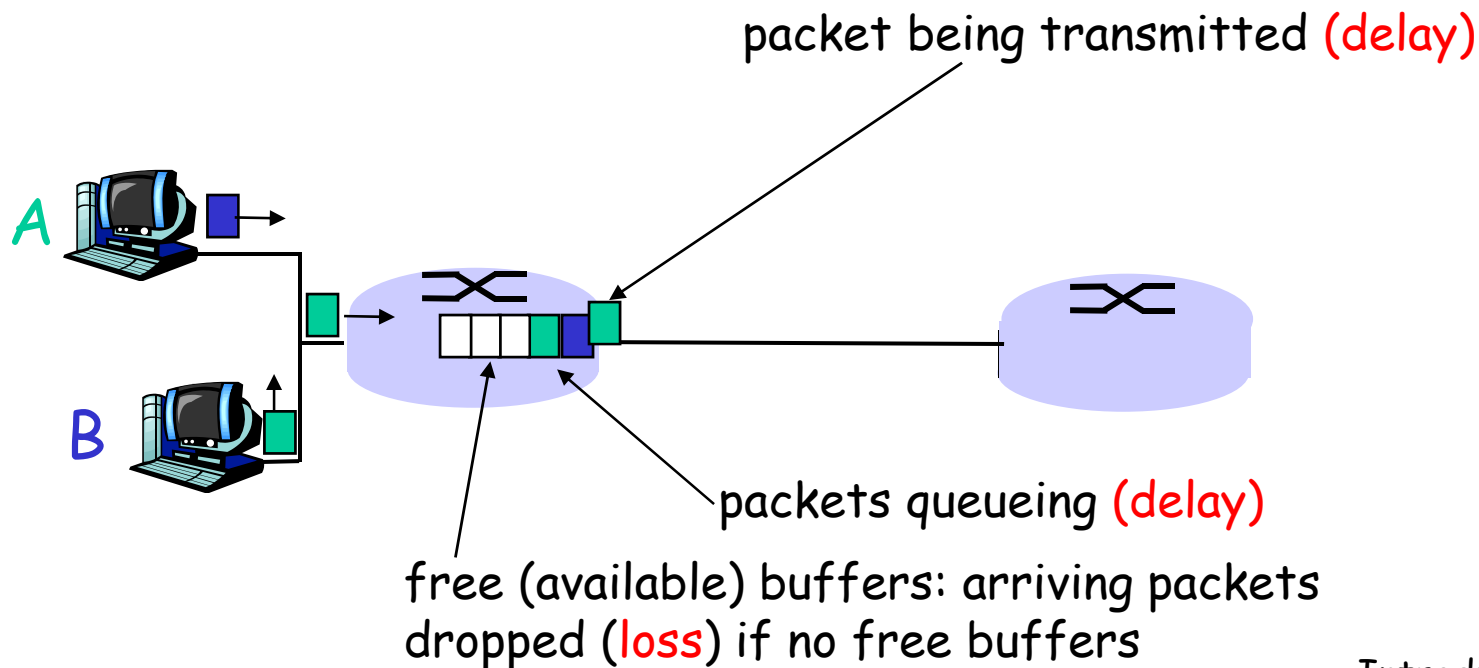 packet being transmitted (delay)
A
B
packets queueing (delay)
free (available) buffers: arriving packets
dropped (loss) if no free buffers